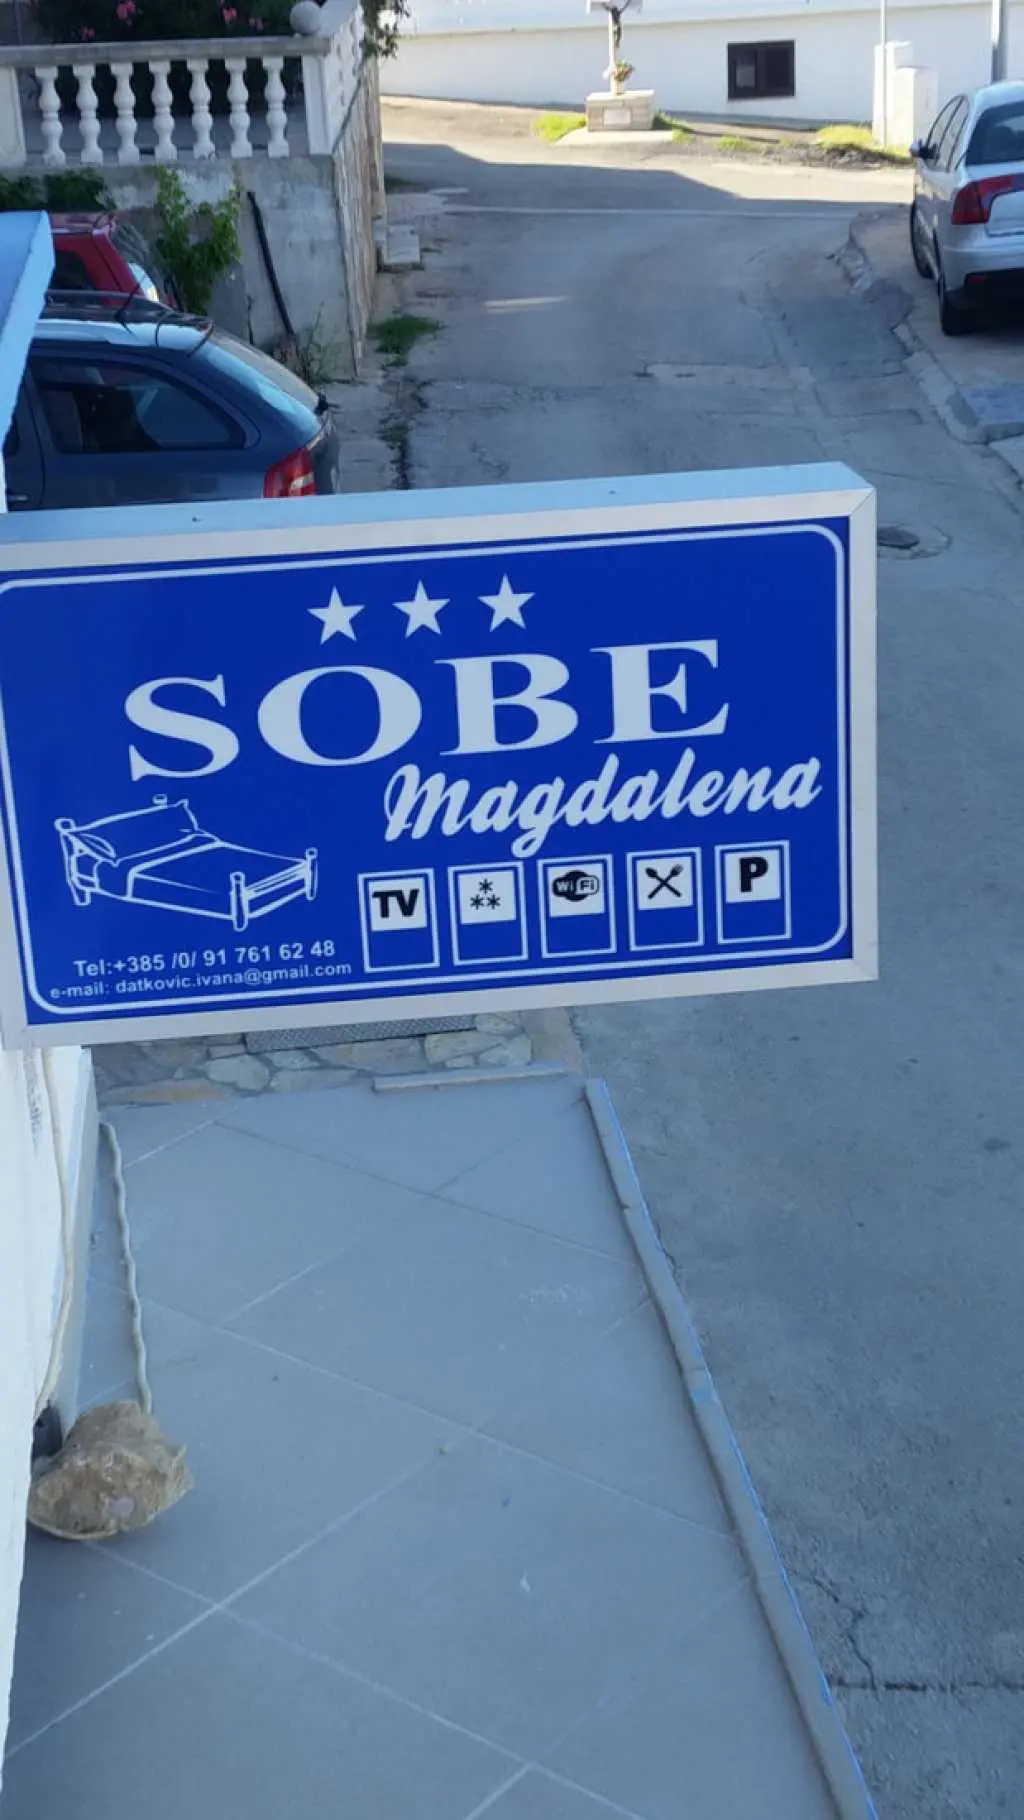 SOBE
Magdalena
TV
WiFi
P
Tel:+385 /0/ 91 761 62 48
e-mail: datkovic.ivana@gmail.com